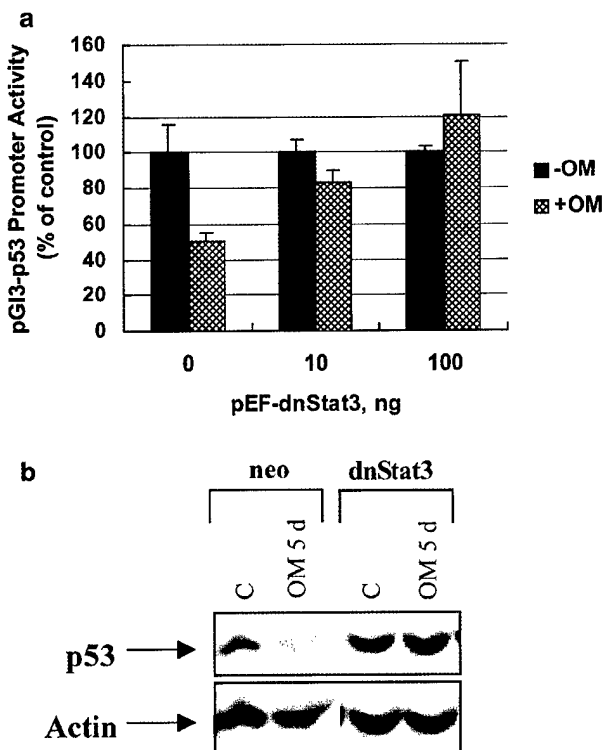 a
160
140
120
100
80
60
40
20
0
pGl3-p53 Promoter Activity
(% of control)
0 10 100
pEF-dnStat3, ng
-OM
+OM
b
neo dnStat3
C OM 5 d C OM 5 d
p53
Actin